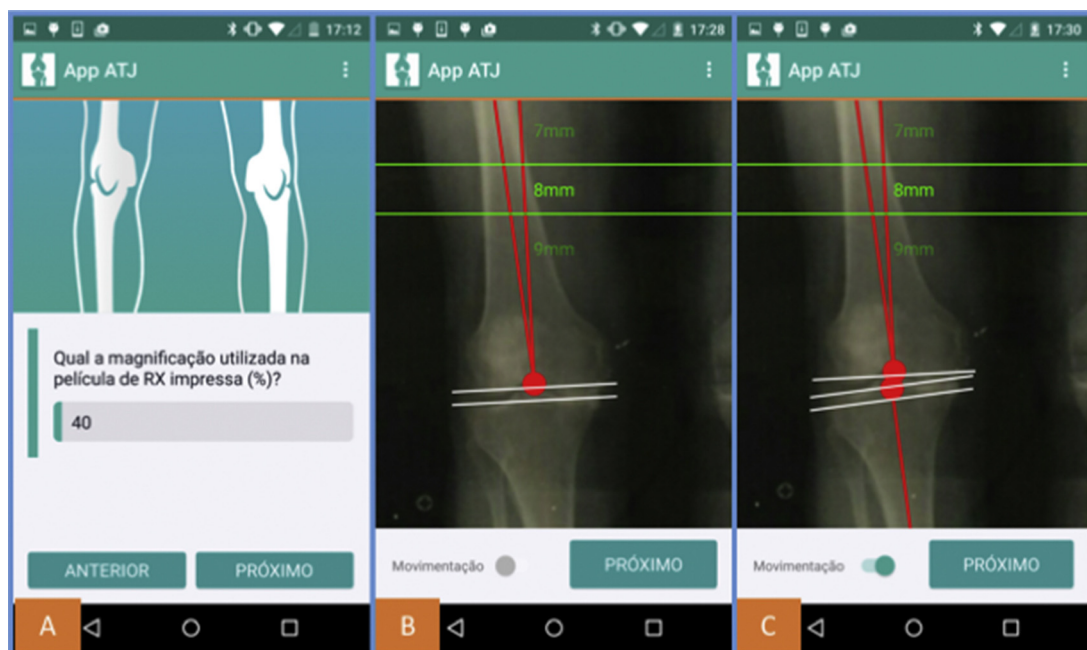 17:12
App ATJ
Qual a magnificação utilizada na
película de RX impressa (%)?
40
ANTERIOR
PRÓXIMO
A
17:28
App ATJ
7mm
8mm
9mm
Movimentação
PRÓXIMO
B
17:30
App ATJ
7mm
8mm
9mm
Movimentação
PRÓXIMO
C